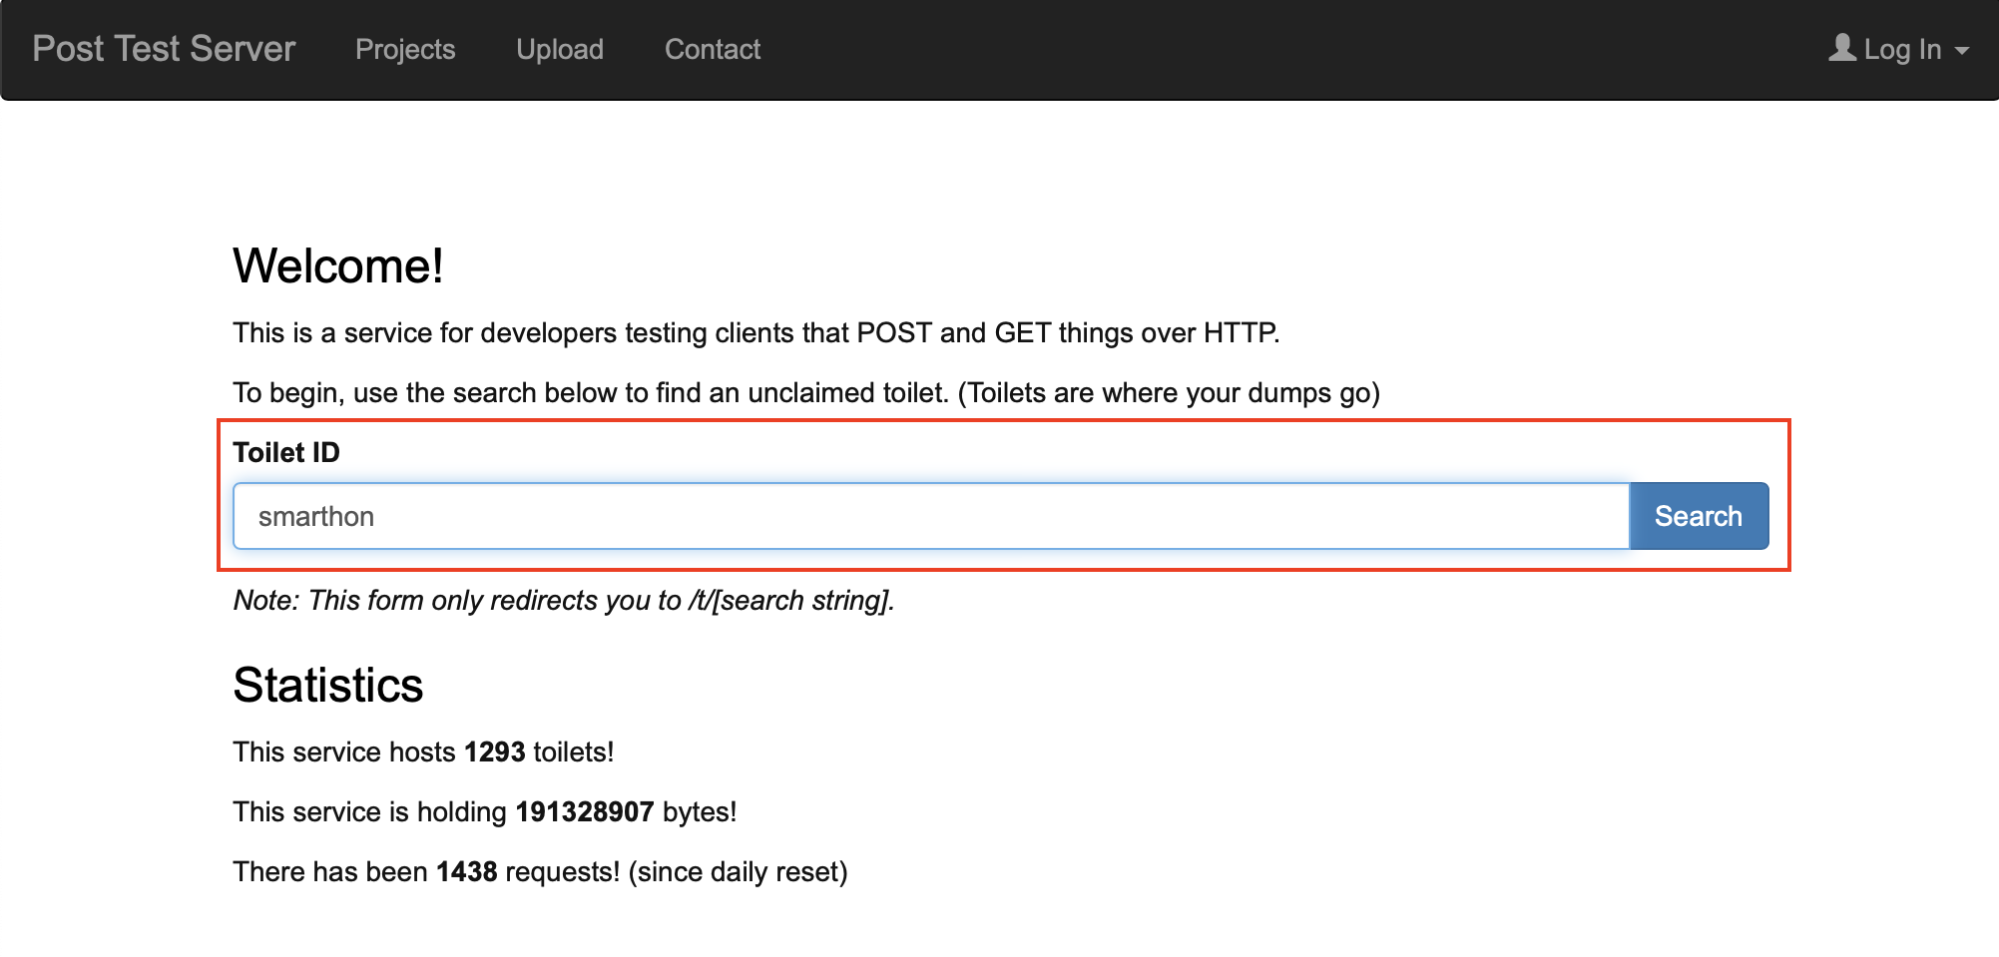 Post Test Server Projects Upload Contact Log In
Welcome!
This is a service for developers testing clients that POST and GET things over HTTP.
To begin, use the search below to find an unclaimed toilet. (Toilets are where your dumps go)
Toilet ID
smarthon Search
Note: This form only redirects you to /t/[search string].
Statistics
This service hosts 1293 toilets!
This service is holding 191328907 bytes!
There has been 1438 requests! (since daily reset)